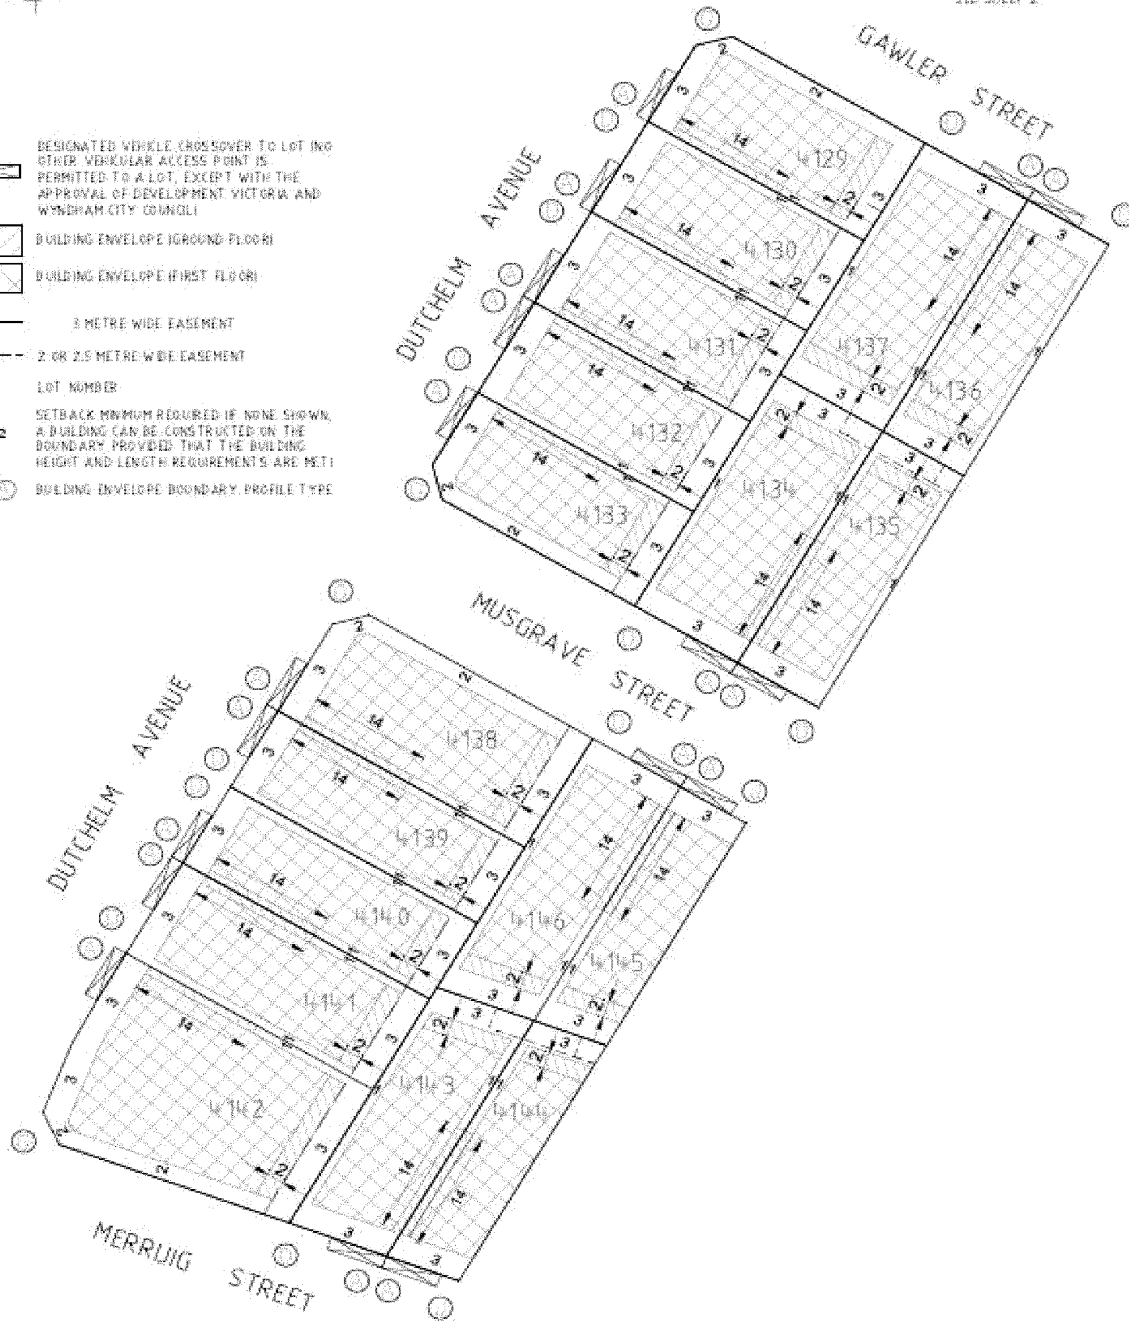 GAWLER STREET
DESIGNATED VEHICLE CROSSOVER TO LOT (NO
OTHER VEHICULAR ACCESS POINT IS
PERMITTED TO A LOT, EXCEPT WITH THE
APPROVAL OF DEVELOPMENT VICTORIA AND
WYNDHAM CITY COUNCIL)
BUILDING ENVELOPE (GROUND FLOOR)
BUILDING ENVELOPE (FIRST FLOOR)
3 METRE WIDE EASEMENT
2 OR 2.5 METRE WIDE EASEMENT
LOT NUMBER
SETBACK MINIMUM REQUIRED (IF NONE SHOWN,
A BUILDING CAN BE CONSTRUCTED ON THE
BOUNDARY PROVIDED THAT THE BUILDING
HEIGHT AND LENGTH REQUIREMENTS ARE MET)
BUILDING ENVELOPE BOUNDARY PROFILE TYPE
DUTCHELM AVENUE
4129
4130
4131
4137
4136
4132
4133
4134
4135
MUSGRAVE STREET
DUTCHELM AVENUE
4138
4139
4140
4146
4145
4141
4142
4143
4144
MERRIJIG STREET